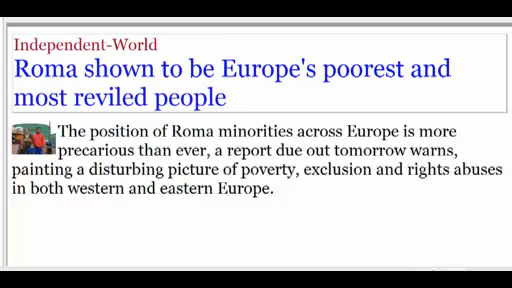 Independent-World
Roma shown to be Europe's poorest and
most reviled people
The position of Roma minorities across Europe is more
precarious than ever, a report due out tomorrow warns,
painting a disturbing picture of poverty, exclusion and rights abuses
in both western and eastern Europe.